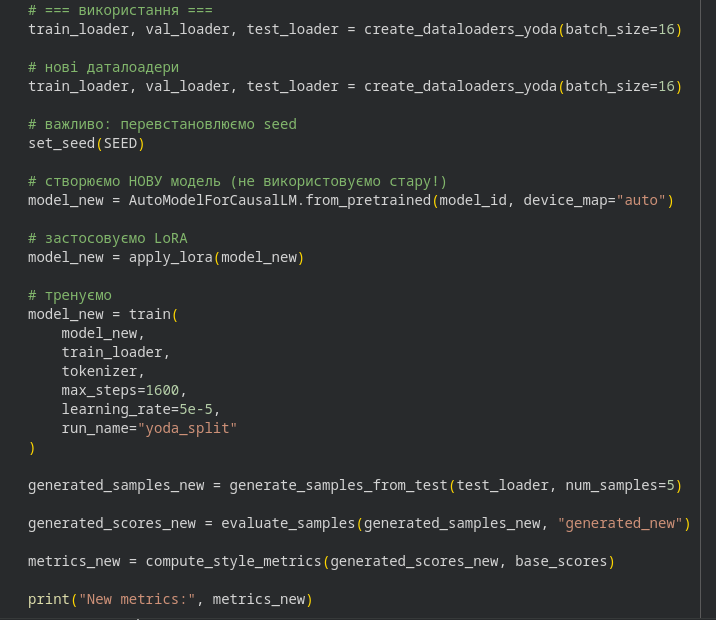 # === використання ===
train_loader, val_loader, test_loader = create_dataloaders_yoda(batch_size=16)
# нові даталоадери
train_loader, val_loader, test_loader = create_dataloaders_yoda(batch_size=16)
# важливо: перевстановлюємо seed
set_seed(SEED)
# створюємо НОВУ модель (не використовуємо стару!)
model_new = AutoModelForCausalLM.from_pretrained(model_id, device_map="auto")
# застосовуємо LoRA
model_new = apply_lora(model_new)
# тренуємо
model_new = train(
    model_new,
    train_loader,
    tokenizer,
    max_steps=1600,
    learning_rate=5e-5,
    run_name="yoda_split"
)
generated_samples_new = generate_samples_from_test(test_loader, num_samples=5)
generated_scores_new = evaluate_samples(generated_samples_new, "generated_new")
metrics_new = compute_style_metrics(generated_scores_new, base_scores)
print("New metrics:", metrics_new)